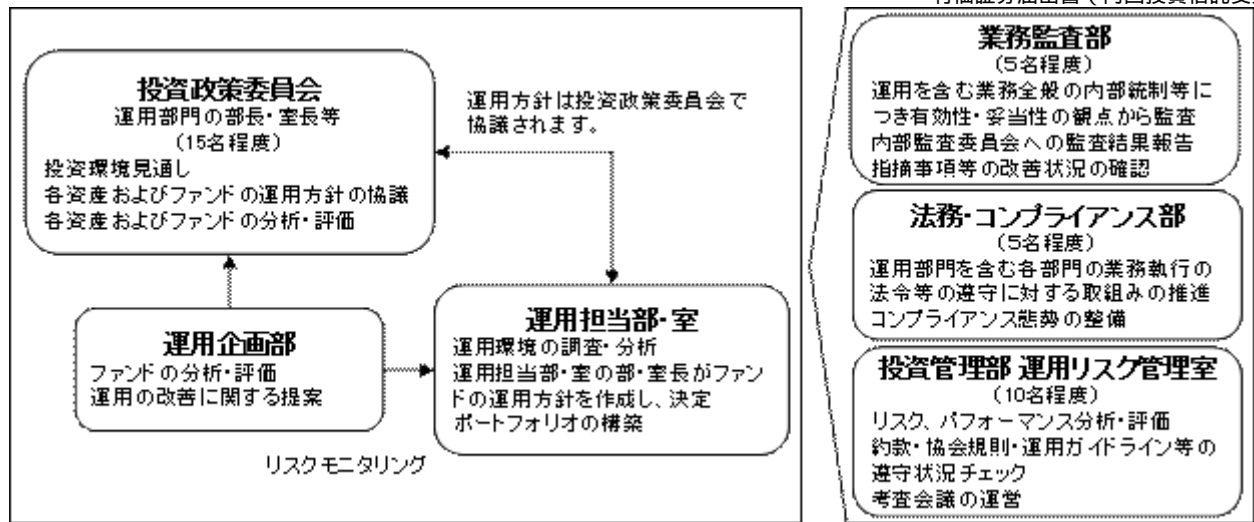 投資政策委員会
運用部門の部長・室長等
(15名程度)
投資環境見通し
各資産およびファンドの運用方針の協議
各資産およびファンドの分析・評価
運用方針は投資政策委員会で
協議されます。
運用企画部
ファンドの分析・評価
運用の改善に関する提案
運用担当部・室
運用環境の調査・分析
運用担当部・室の部・室長がファン
ドの運用方針を作成し、決定
ポートフォリオの構築
リスクモニタリング
業務監査部
(5名程度)
運用を含む業務全般の内部統制等に
つき有効性・妥当性の観点から監査
内部監査委員会への監査結果報告
指摘事項等の改善状況の確認
法務・コンプライアンス部
(5名程度)
運用部門を含む各部門の業務執行の
法令等の遵守に対する取組みの推進
コンプライアンス態勢の整備
投資管理部 運用リスク管理室
(10名程度)
リスク、パフォーマンス分析・評価
約款・協会規則・運用ガイドライン等の
遵守状況チェック
考査会議の運営